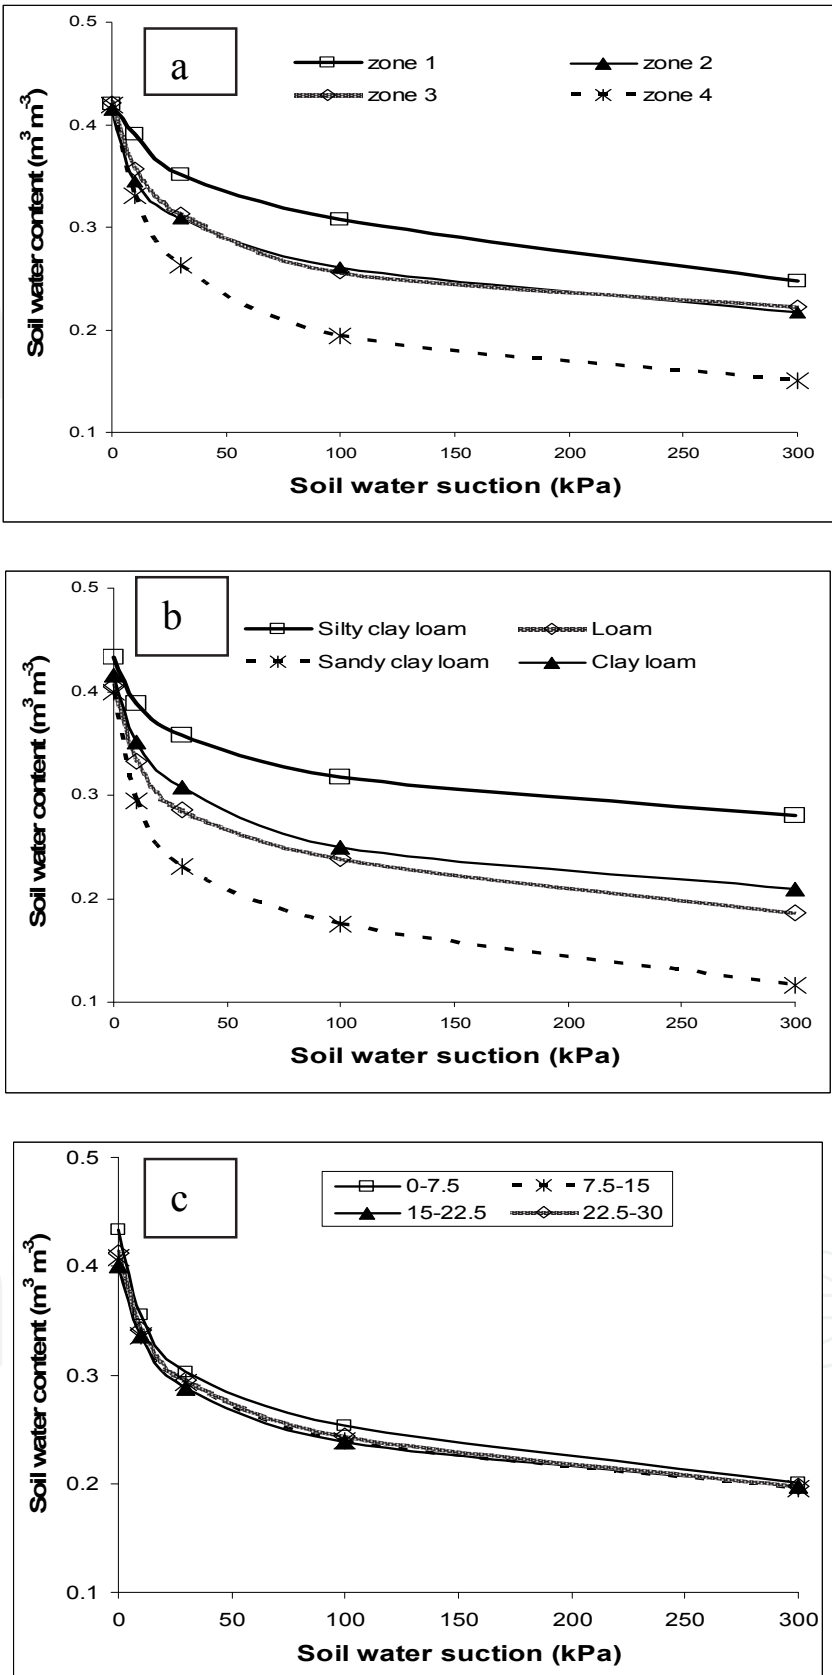 a
zone 1 zone 2
zone 3 zone 4
0.5
0.4
0.3
0.2
0.1
Soil water content (m³ m⁻³)
0 50 100 150 200 250 300
Soil water suction (kPa)
b
Silty clay loam Loam
Sandy clay loam Clay loam
0.5
0.4
0.3
0.2
0.1
Soil water content (m³ m⁻³)
0 50 100 150 200 250 300
Soil water suction (kPa)
c
0-7.5 7.5-15
15-22.5 22.5-30
0.5
0.4
0.3
0.2
0.1
Soil water content (m³ m⁻³)
0 50 100 150 200 250 300
Soil water suction (kPa)